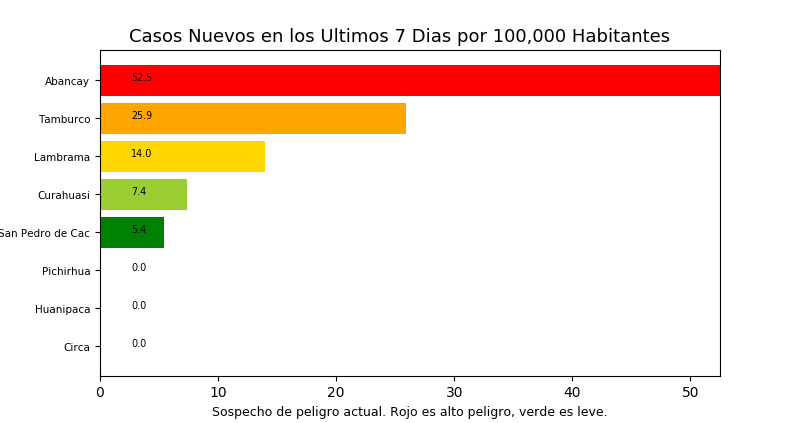 Casos Nuevos en los Ultimos 7 Dias por 100,000 Habitantes
Abancay 52.5
Tamburco 25.9
Lambrama 14.0
Curahuasi 7.4
San Pedro de Cac 5.4
Pichirhua 0.0
Huanipaca 0.0
Circa 0.0
0 10 20 30 40 50
Sospecho de peligro actual. Rojo es alto peligro, verde es leve.